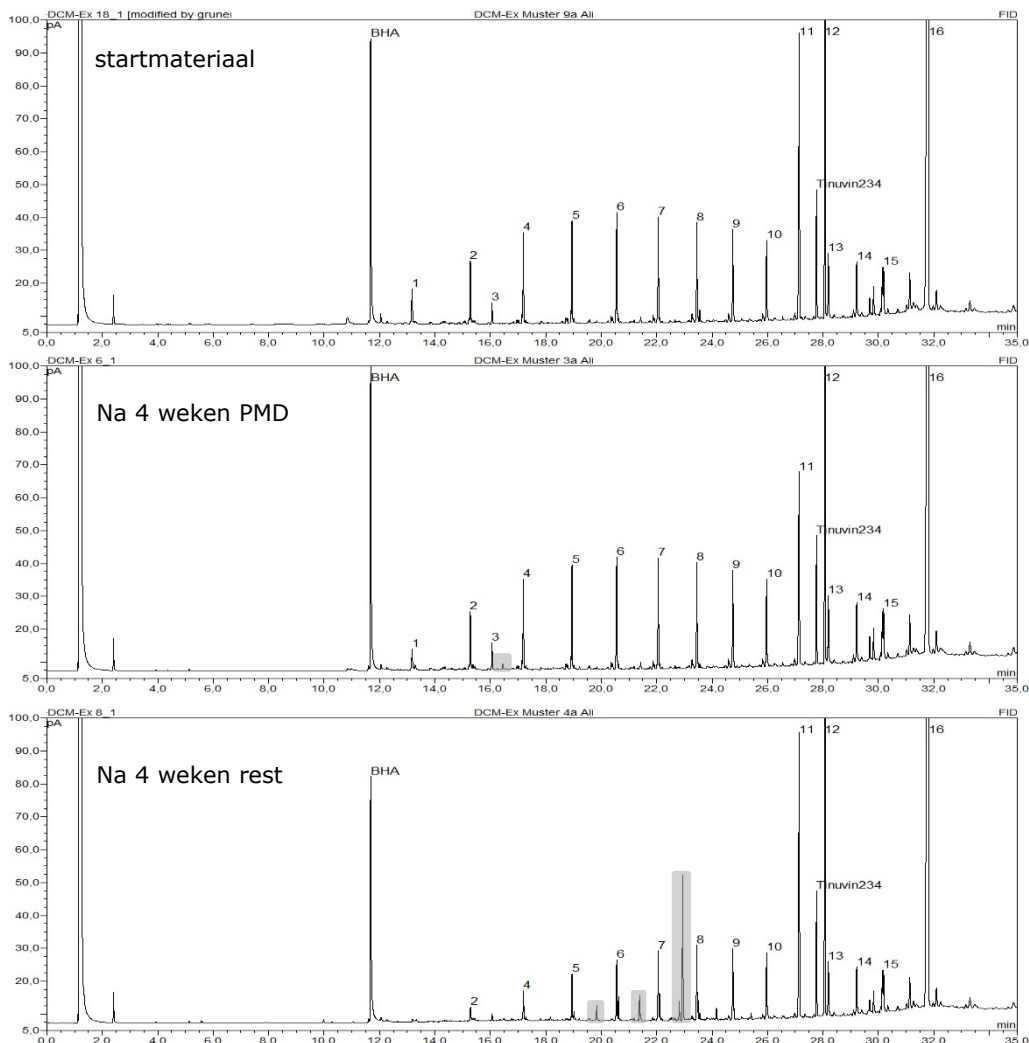 DCM-Ex 18_1 [modified by gruner DCM-Ex Muster 9a Ali FID
100,0 pA
90,0
80,0
70,0
60,0
50,0
40,0
30,0
20,0
5,0
startmateriaal
BHA 1 2 3 4 5 6 7 8 9 10 11 Tinuvin234 12 13 14 15 16
min
0,0 2,0 4,0 6,0 8,0 10,0 12,0 14,0 16,0 18,0 20,0 22,0 24,0 26,0 28,0 30,0 32,0 35,0
DCM-Ex 6_1 DCM-Ex Muster 3a Ali FID
100,0 pA
90,0
80,0
70,0
60,0
50,0
40,0
30,0
20,0
5,0
Na 4 weken PMD
BHA 1 2 3 4 5 6 7 8 9 10 11 Tinuvin234 12 13 14 15 16
min
0,0 2,0 4,0 6,0 8,0 10,0 12,0 14,0 16,0 18,0 20,0 22,0 24,0 26,0 28,0 30,0 32,0 35,0
DCM-Ex 8_1 DCM-Ex Muster 4a Ali FID
100,0 pA
90,0
80,0
70,0
60,0
50,0
40,0
30,0
20,0
5,0
Na 4 weken rest
BHA 2 4 5 6 7 8 9 10 11 Tinuvin234 12 13 14 15 16
min
0,0 2,0 4,0 6,0 8,0 10,0 12,0 14,0 16,0 18,0 20,0 22,0 24,0 26,0 28,0 30,0 32,0 35,0